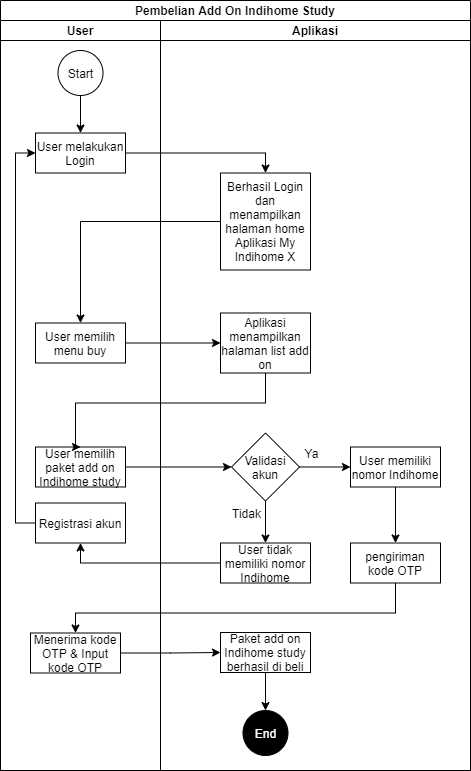 Pembelian Add On Indihome Study
User
Aplikasi
Start
User melakukan
Login
Berhasil Login
dan
menampilkan
halaman home
Aplikasi My
Indihome X
User memilih
menu buy
Aplikasi
menampilkan
halaman list add
on
User memilih
paket add on
Indihome study
Validasi
akun
Ya
User memiliki
nomor Indihome
Tidak
Registrasi akun
User tidak
memiliki nomor
Indihome
pengiriman
kode OTP
Menerima kode
OTP & Input
kode OTP
Paket add on
Indihome study
berhasil di beli
End